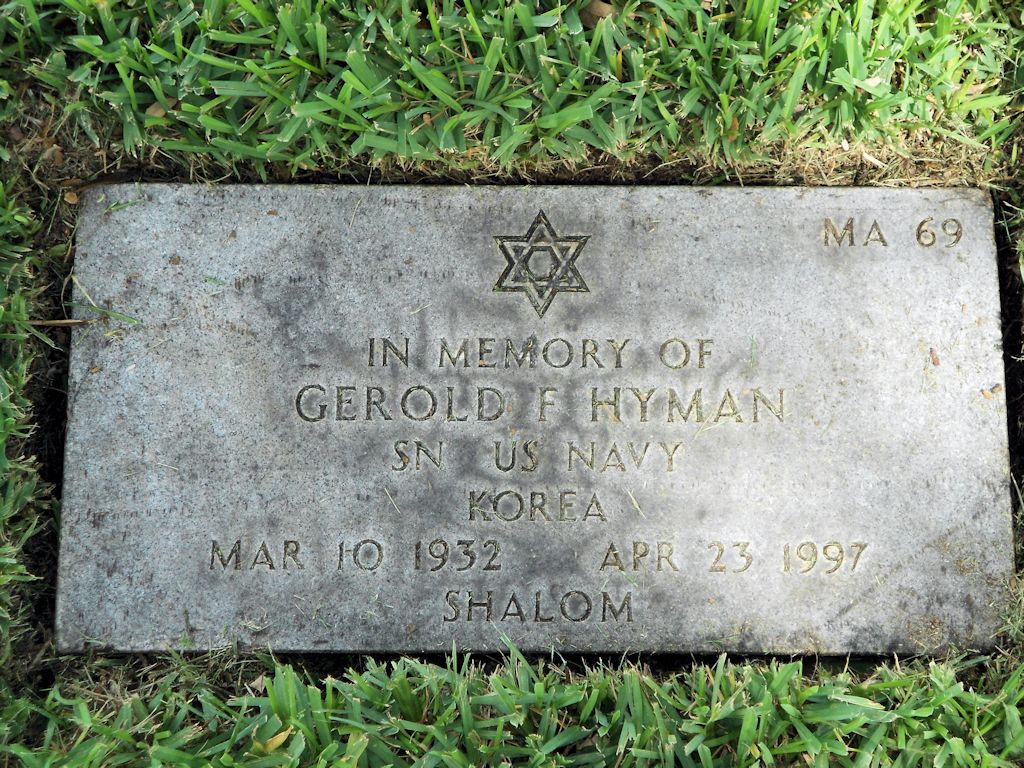 MA 69
IN MEMORY OF
GEROLD F HYMAN
SN US NAVY
KOREA
MAR 10 1932 APR 23 1997
SHALOM